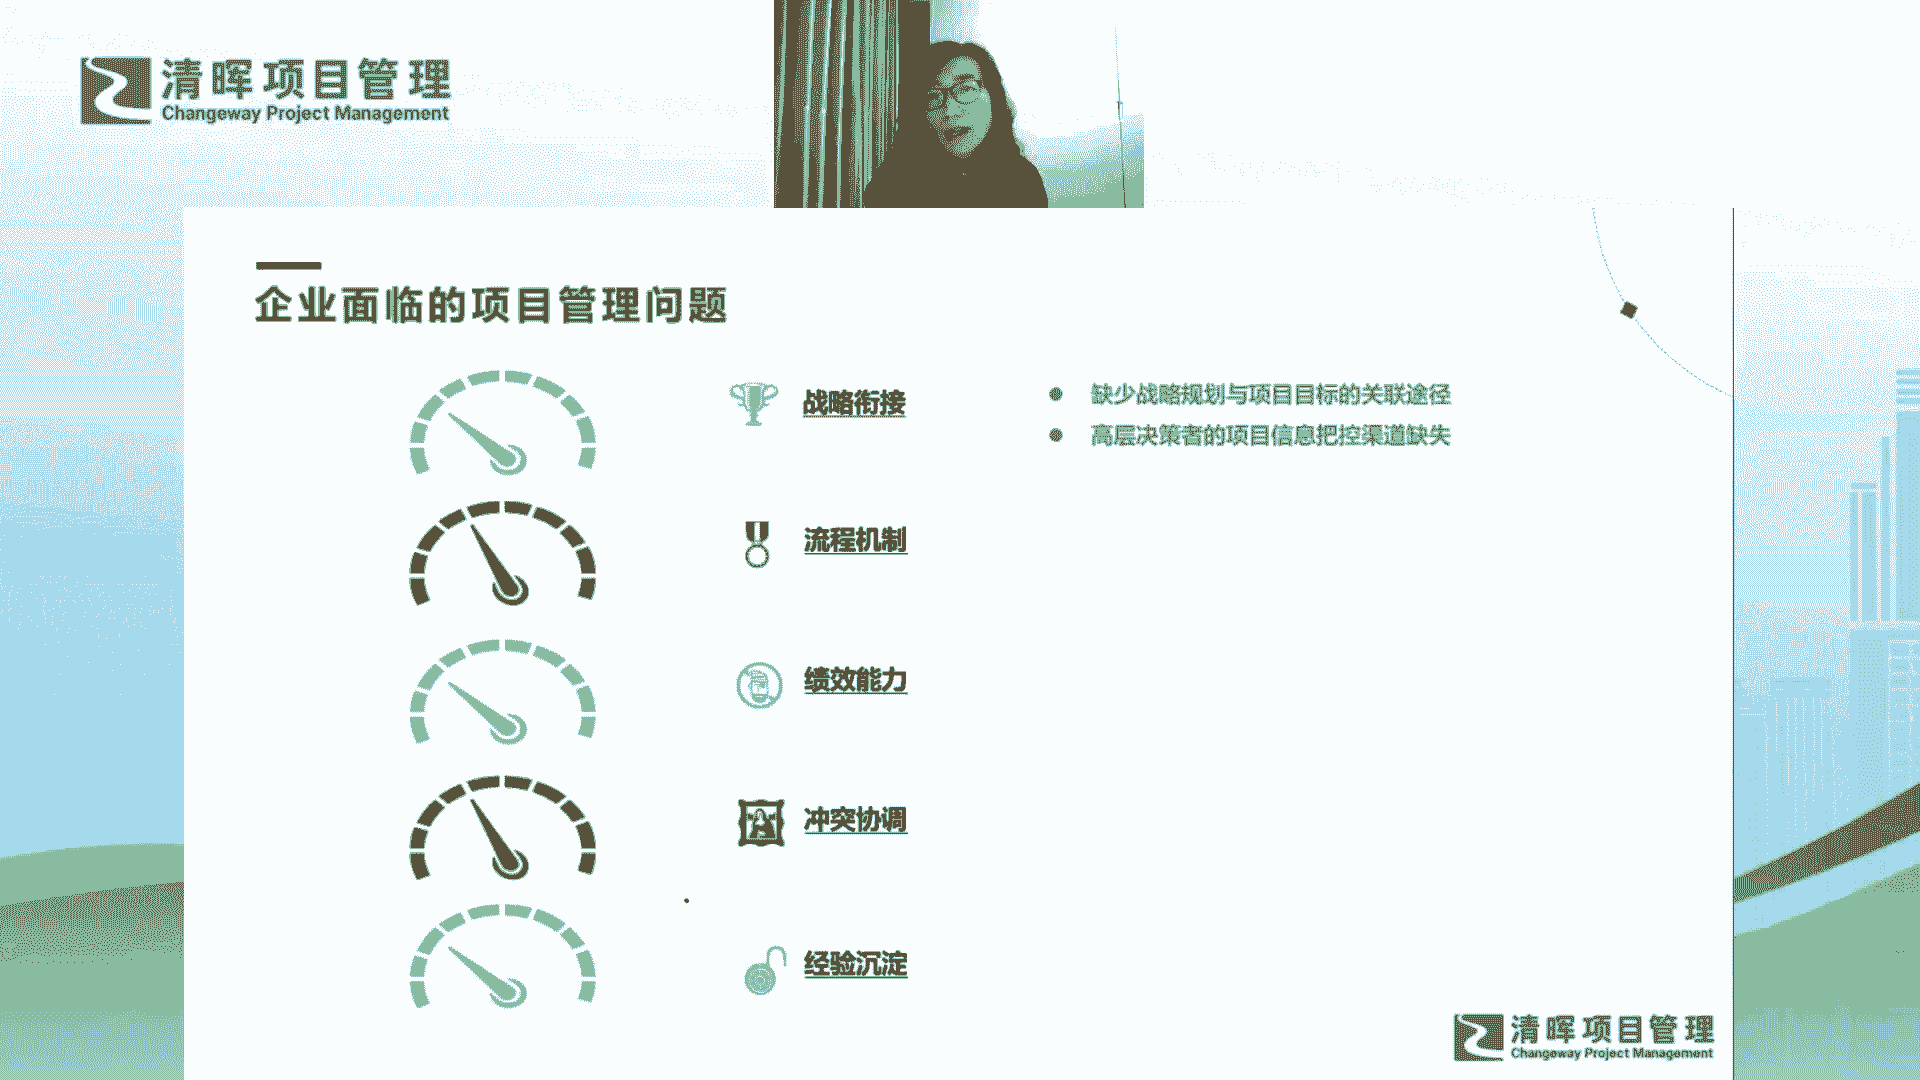 清晖项目管理
Changeway Project Management
企业面临的项目管理问题
战略衔接
缺少战略规划与项目目标的关联途径
高层决策者的项目信息把控渠道缺失
流程机制
绩效能力
冲突协调
经验沉淀
清晖项目管理
Changeway Project Management